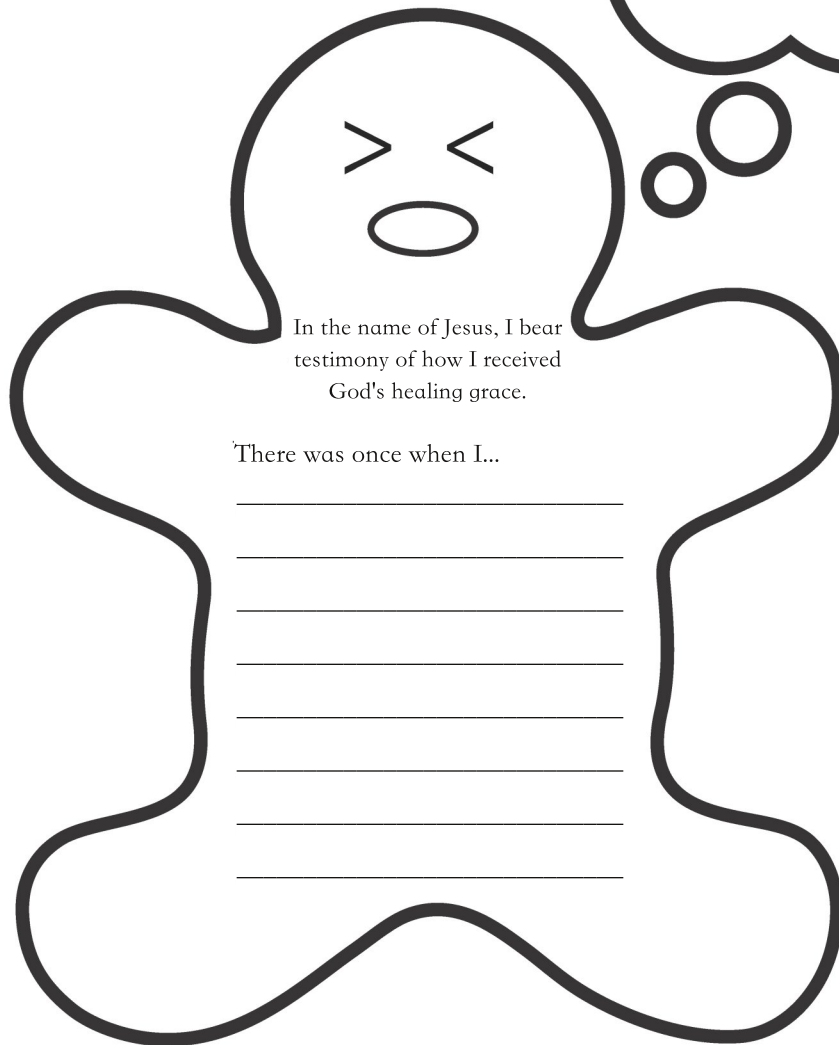 In the name of Jesus, I bear
testimony of how I received
God's healing grace.
There was once when I...